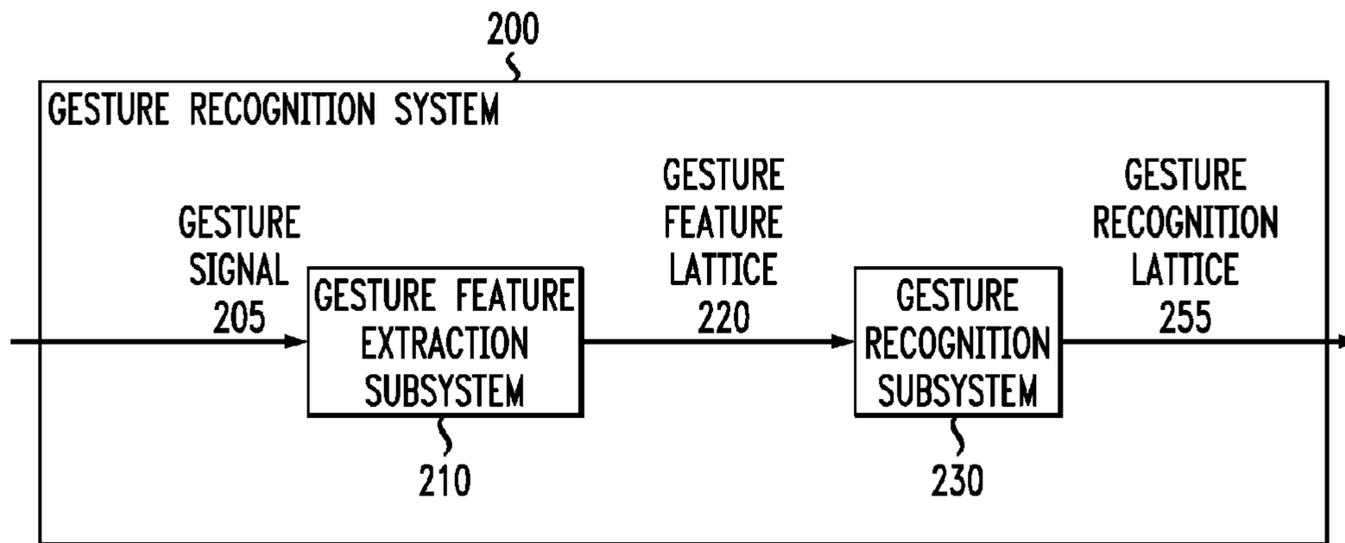 200
GESTURE RECOGNITION SYSTEM
GESTURE
SIGNAL
205
GESTURE FEATURE
EXTRACTION
SUBSYSTEM
210
GESTURE
FEATURE
LATTICE
220
GESTURE
RECOGNITION
SUBSYSTEM
230
GESTURE
RECOGNITION
LATTICE
255